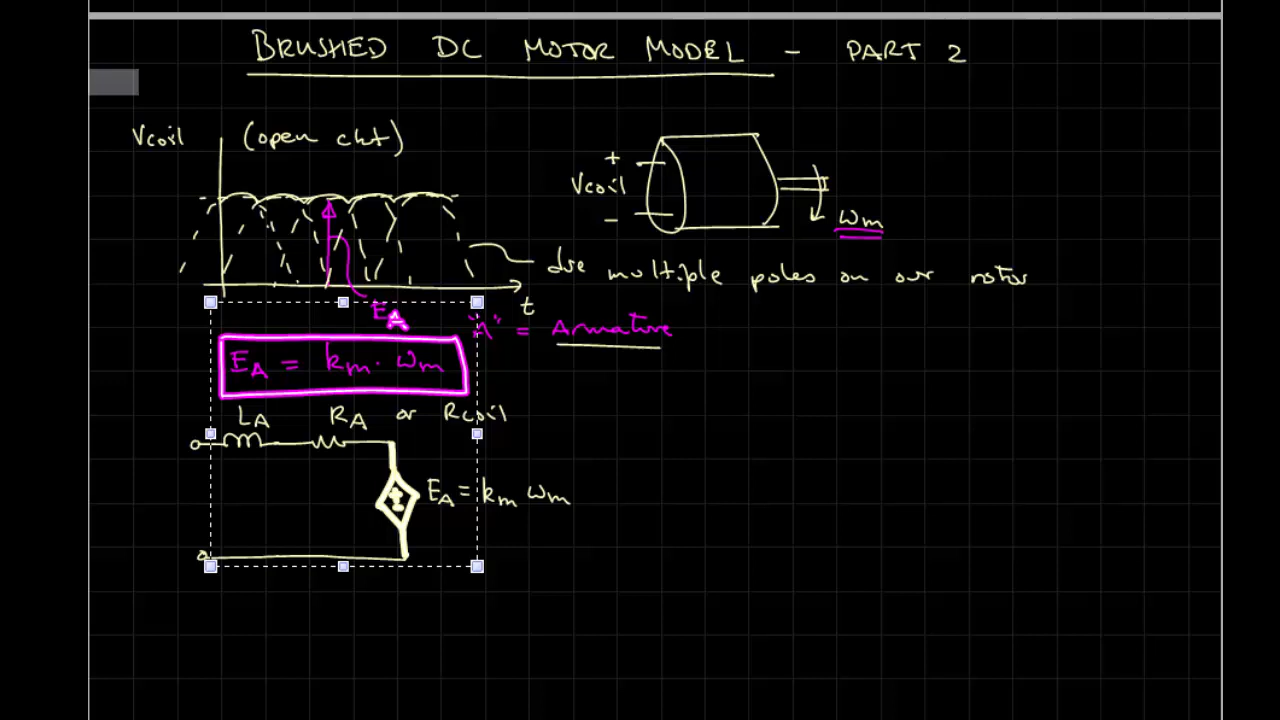 BRUSHED DC MOTOR MODEL - PART 2
Vcoil (open ckt)
+
Vcoil
-
ωm
due multiple poles on our rotor
t
EA
"A" = Armature
EA = km · ωm
LA RA or Rcoil
EA = km ωm